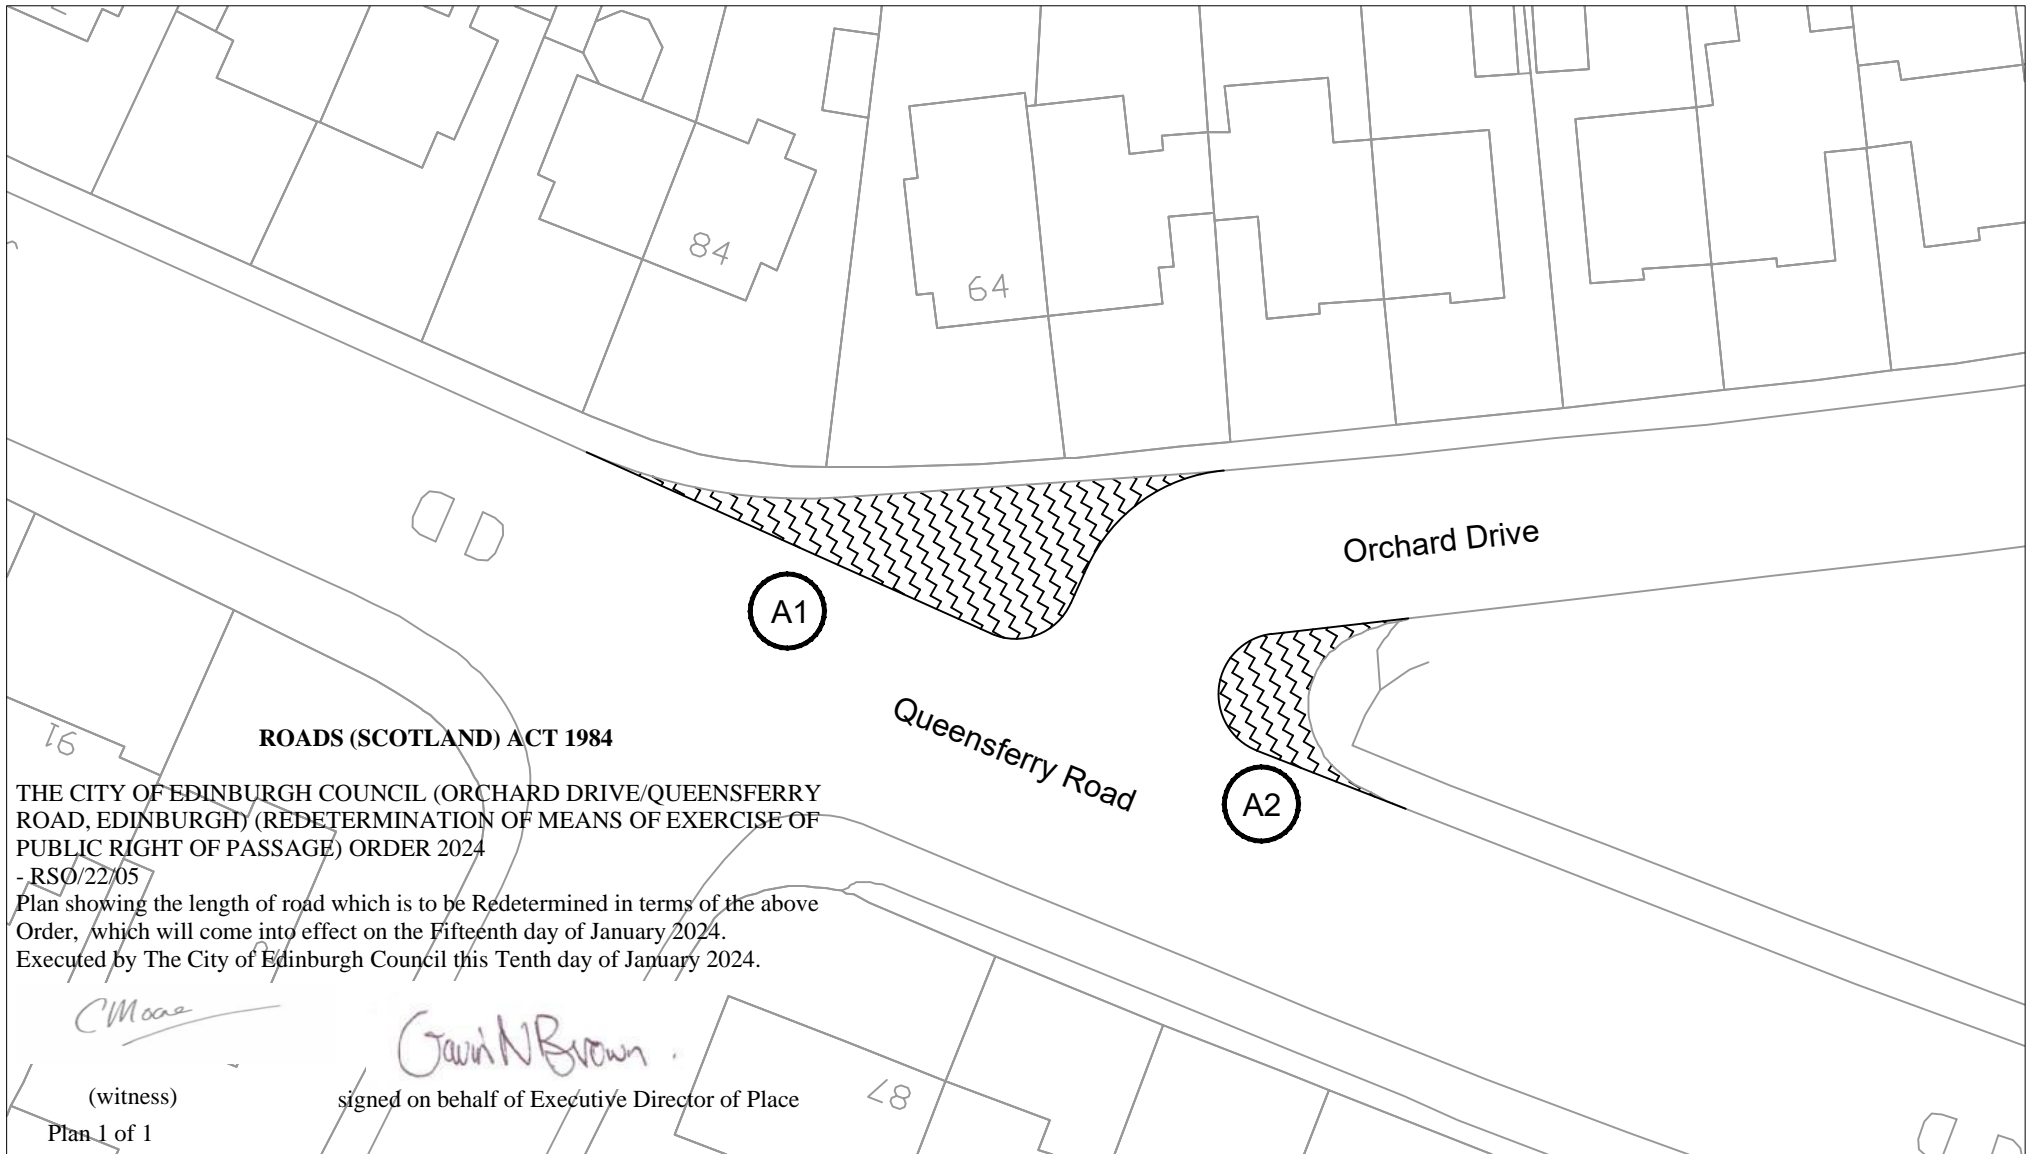 84
64
Orchard Drive
A1
Queensferry Road
A2
91
ROADS (SCOTLAND) ACT 1984
THE CITY OF EDINBURGH COUNCIL (ORCHARD DRIVE/QUEENSFERRY
ROAD, EDINBURGH) (REDETERMINATION OF MEANS OF EXERCISE OF
PUBLIC RIGHT OF PASSAGE) ORDER 2024
- RSO/22/05
Plan showing the length of road which is to be Redetermined in terms of the above
Order, which will come into effect on the Fifteenth day of January 2024.
Executed by The City of Edinburgh Council this Tenth day of January 2024.
CMoore
Gavin N Brown.
(witness)
signed on behalf of Executive Director of Place
87
Plan 1 of 1